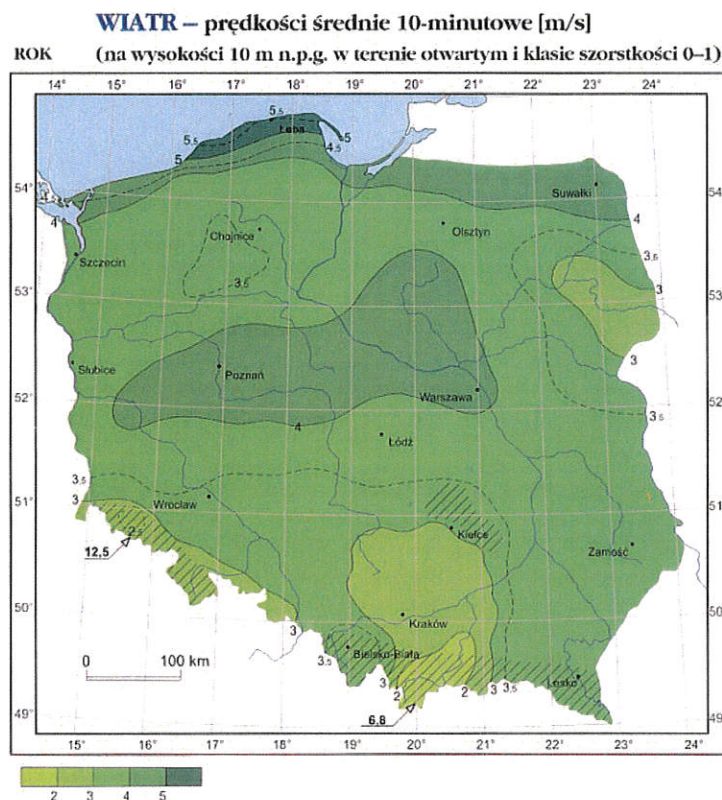 WIATR – prędkości średnie 10-minutowe [m/s]
ROK (na wysokości 10 m n.p.g. w terenie otwartym i klasie szorstkości 0–1)
14° 15° 16° 17° 18° 19° 20° 21° 22° 23° 24°
5,5
Łeba
5
5,5
4,5
5
54°
4,5
Suwałki
54°
4
4
Chojnice
Olsztyn
3,5
Szczecin
3,5
53°
3
53°
Słubice
Poznań
3
Warszawa
52°
3,5
52°
4
Łódź
3,5
3
51°
Wrocław
51°
2,5
Kielce
12,5
Zamość
50°
50°
3
Kraków
3,5
Bielsko-Biała
0 100 km
3
2
2
3
3,5
Lesko
6,8
49°
49°
15° 16° 17° 18° 19° 20° 21° 22° 23° 24°
2 3 4 5